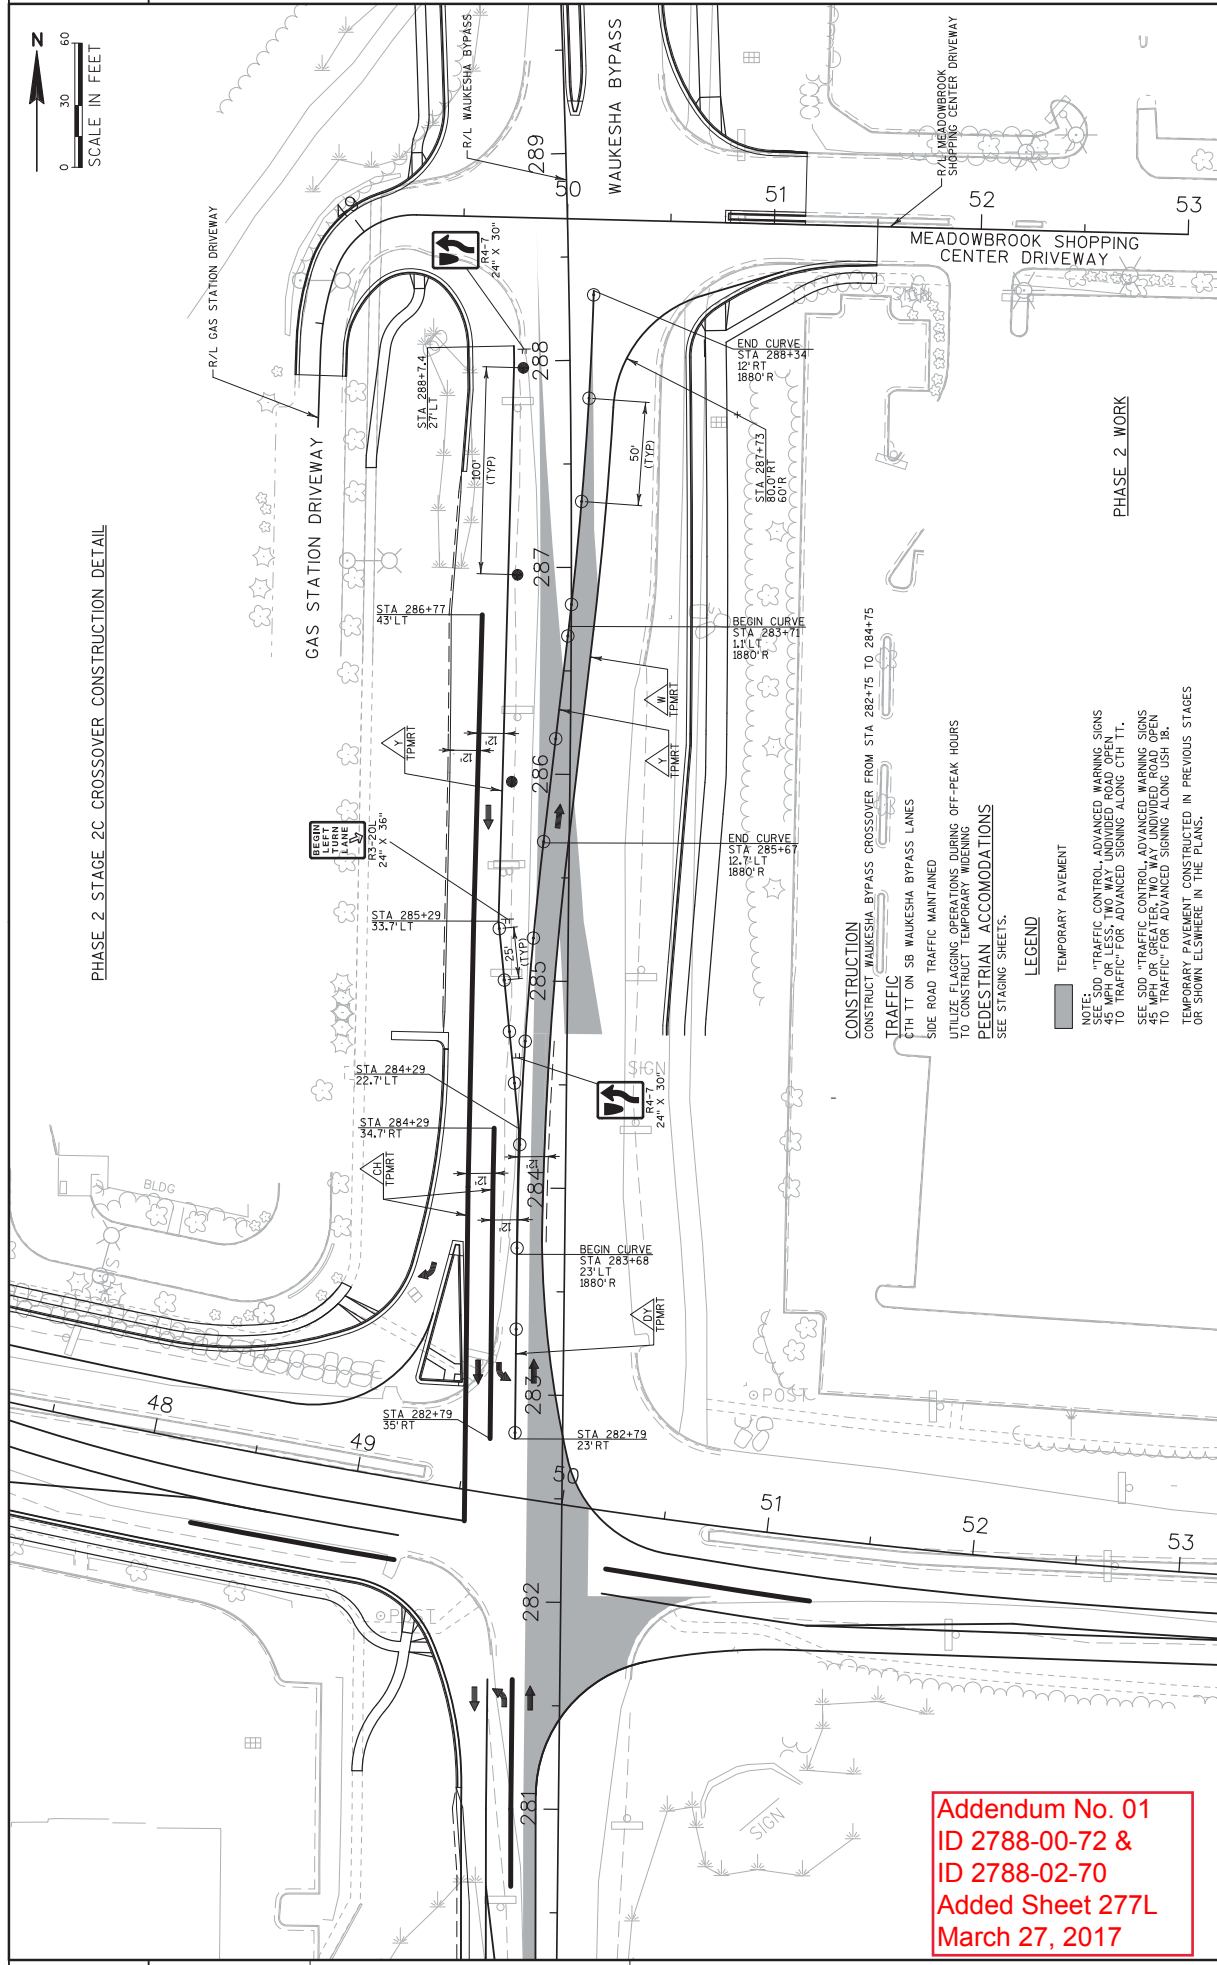 N
0 30 60
SCALE IN FEET
PHASE 2 STAGE 2C CROSSOVER CONSTRUCTION DETAIL
R/L GAS STATION DRIVEWAY
GAS STATION DRIVEWAY
R/L WAUKESHA BYPASS
WAUKESHA BYPASS
R/L MEADOWBROOK
SHOPPING CENTER DRIVEWAY
MEADOWBROOK SHOPPING
CENTER DRIVEWAY
49
50
51
52
53
289
288
287
286
285
284
283
282
281
R4-7
24" X 30"
STA 288+7.4
27'LT
100'
(TYP)
50'
(TYP)
END CURVE
STA 288+34
12'RT
1880'R
STA 287+73
80.0'RT
60'R
PHASE 2 WORK
STA 286+77
43'LT
BEGIN CURVE
STA 283+71
1.1'LT
1880'R
Y
TPMRT
W
TPMRT
Y
TPMRT
12'
12'
BEGIN
LEFT
TURN
LANE
R3-20L
24" X 36"
END CURVE
STA 285+67
12.7'LT
1880'R
STA 285+29
33.7'LT
25'
(TYP)
STA 284+29
22.7'LT
STA 284+29
34.7'RT
CH
TPMRT
12'
12'
12'
SIGN
R4-7
24" X 30"
BEGIN CURVE
STA 283+68
23'LT
1880'R
DY
TPMRT
BLDG
STA 282+79
35'RT
STA 282+79
23'RT
POST
48
49
50
51
52
53
POST
SIGN
CONSTRUCTION
CONSTRUCT WAUKESHA BYPASS CROSSOVER FROM STA 282+75 TO 284+75
TRAFFIC
CTH TT ON SB WAUKESHA BYPASS LANES
SIDE ROAD TRAFFIC MAINTAINED
UTILIZE FLAGGING OPERATIONS DURING OFF-PEAK HOURS
TO CONSTRUCT TEMPORARY WIDENING
PEDESTRIAN ACCOMODATIONS
SEE STAGING SHEETS.
LEGEND
TEMPORARY PAVEMENT
NOTE:
SEE SDD "TRAFFIC CONTROL, ADVANCED WARNING SIGNS
45 MPH OR LESS, TWO WAY UNDIVIDED ROAD OPEN
TO TRAFFIC" FOR ADVANCED SIGNING ALONG CTH TT.
SEE SDD "TRAFFIC CONTROL, ADVANCED WARNING SIGNS
45 MPH OR GREATER, TWO WAY UNDIVIDED ROAD OPEN
TO TRAFFIC" FOR ADVANCED SIGNING ALONG USH 18.
TEMPORARY PAVEMENT CONSTRUCTED IN PREVIOUS STAGES
OR SHOWN ELSWHERE IN THE PLANS.
Addendum No. 01
ID 2788-00-72 &
ID 2788-02-70
Added Sheet 277L
March 27, 2017